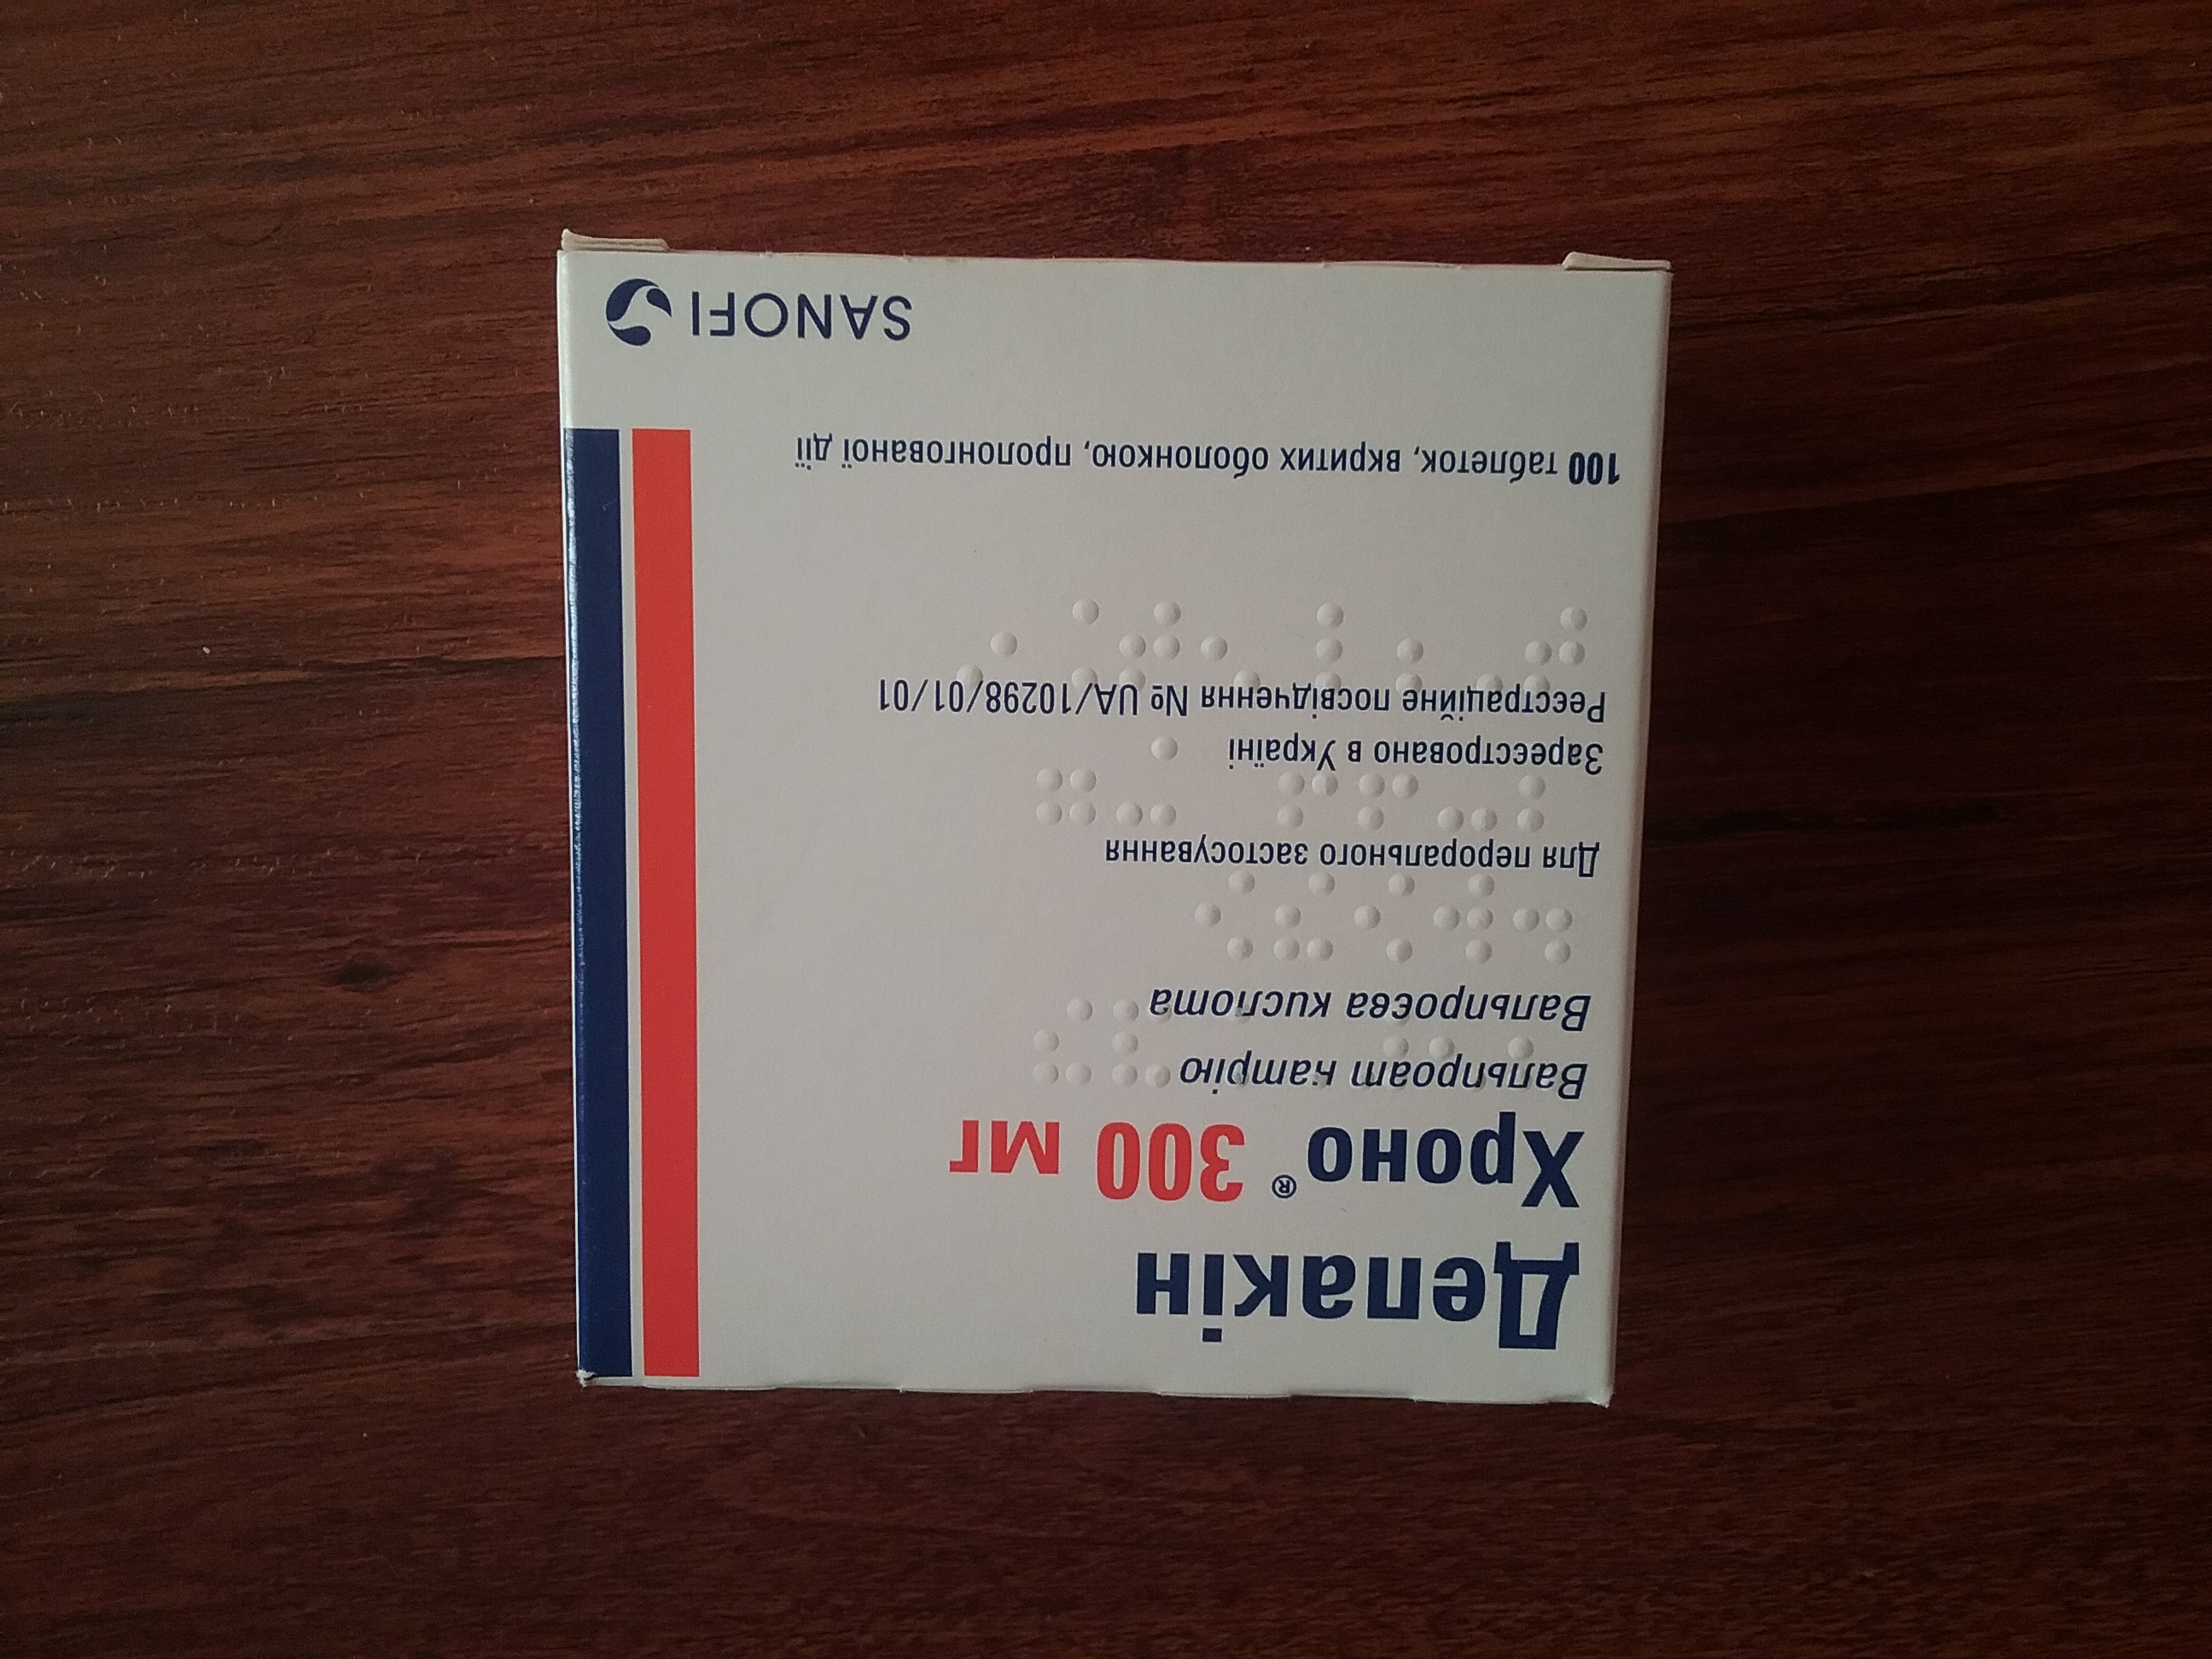 Депакін
Хроно® 300 мг
Вальпроат натрію
Вальпроєва кислота
Для перорального застосування
Зареєстровано в Україні
Реєстраційне посвідчення № UA/10298/01/01
100 таблеток, вкритих оболонкою, пролонгованої дії
SANOFI